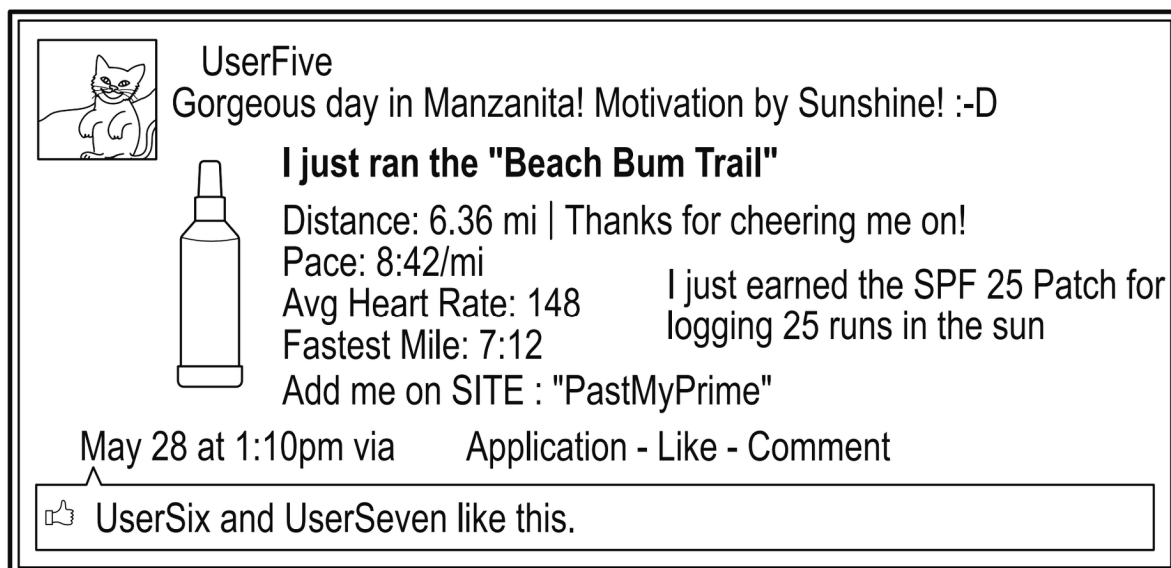 UserFive
Gorgeous day in Manzanita! Motivation by Sunshine! :-D
I just ran the "Beach Bum Trail"
Distance: 6.36 mi | Thanks for cheering me on!
Pace: 8:42/mi
Avg Heart Rate: 148
Fastest Mile: 7:12
I just earned the SPF 25 Patch for
logging 25 runs in the sun
Add me on SITE : "PastMyPrime"
May 28 at 1:10pm via Application - Like - Comment
UserSix and UserSeven like this.